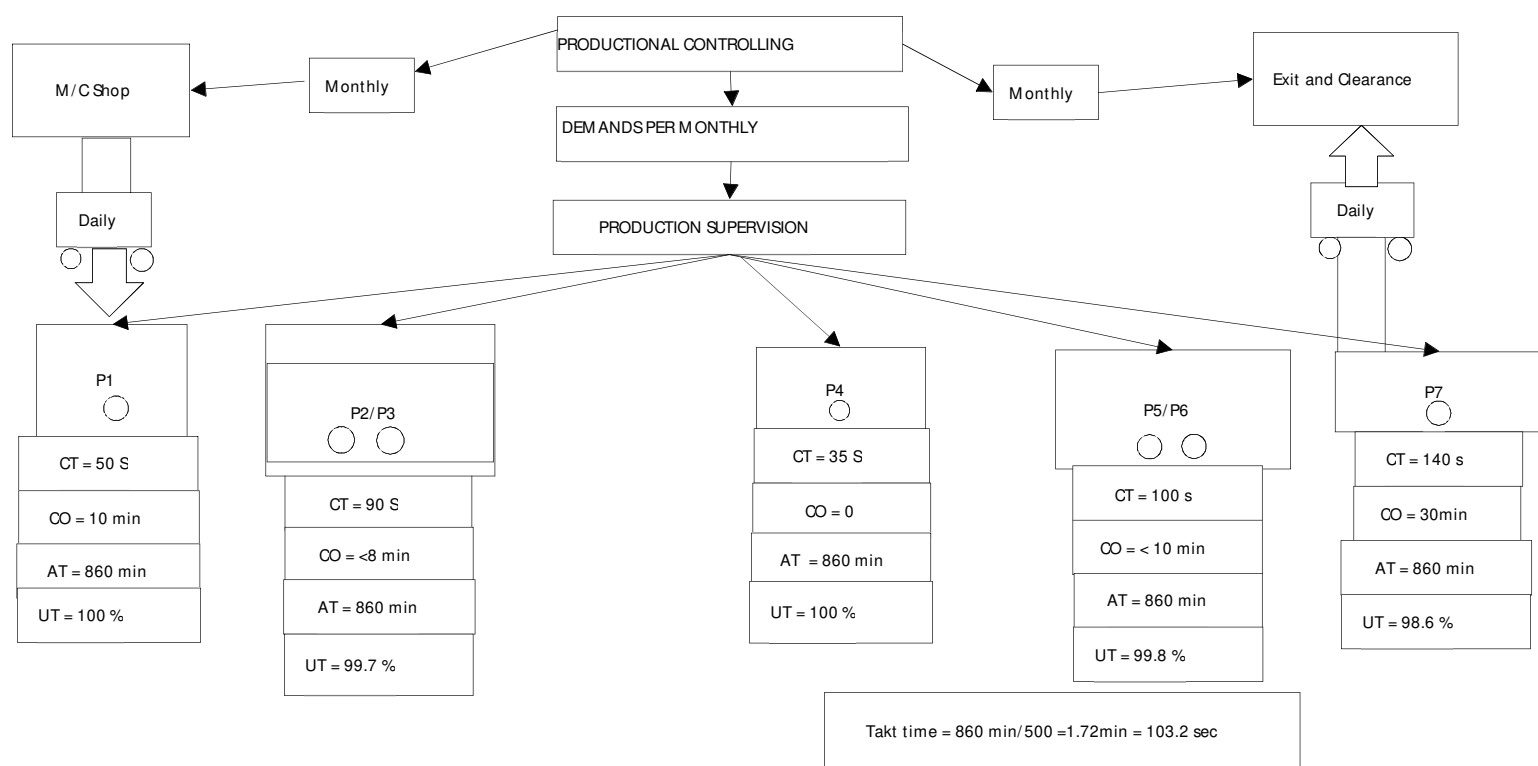 PRODUCTIONAL CONTROLLING
M/C Shop
Monthly
Monthly
Exit and Clearance
DEMANDS PER MONTHLY
Daily
Daily
PRODUCTION SUPERVISION
P1
CT = 50 S
CO = 10 min
AT = 860 min
UT = 100 %
P2/P3
CT = 90 S
CO = <8 min
AT = 860 min
UT = 99.7 %
P4
CT = 35 S
CO = 0
AT = 860 min
UT = 100 %
P5/P6
CT = 100 s
CO = < 10 min
AT = 860 min
UT = 99.8 %
P7
CT = 140 s
CO = 30min
AT = 860 min
UT = 98.6 %
Takt time = 860 min/500 =1.72min = 103.2 sec